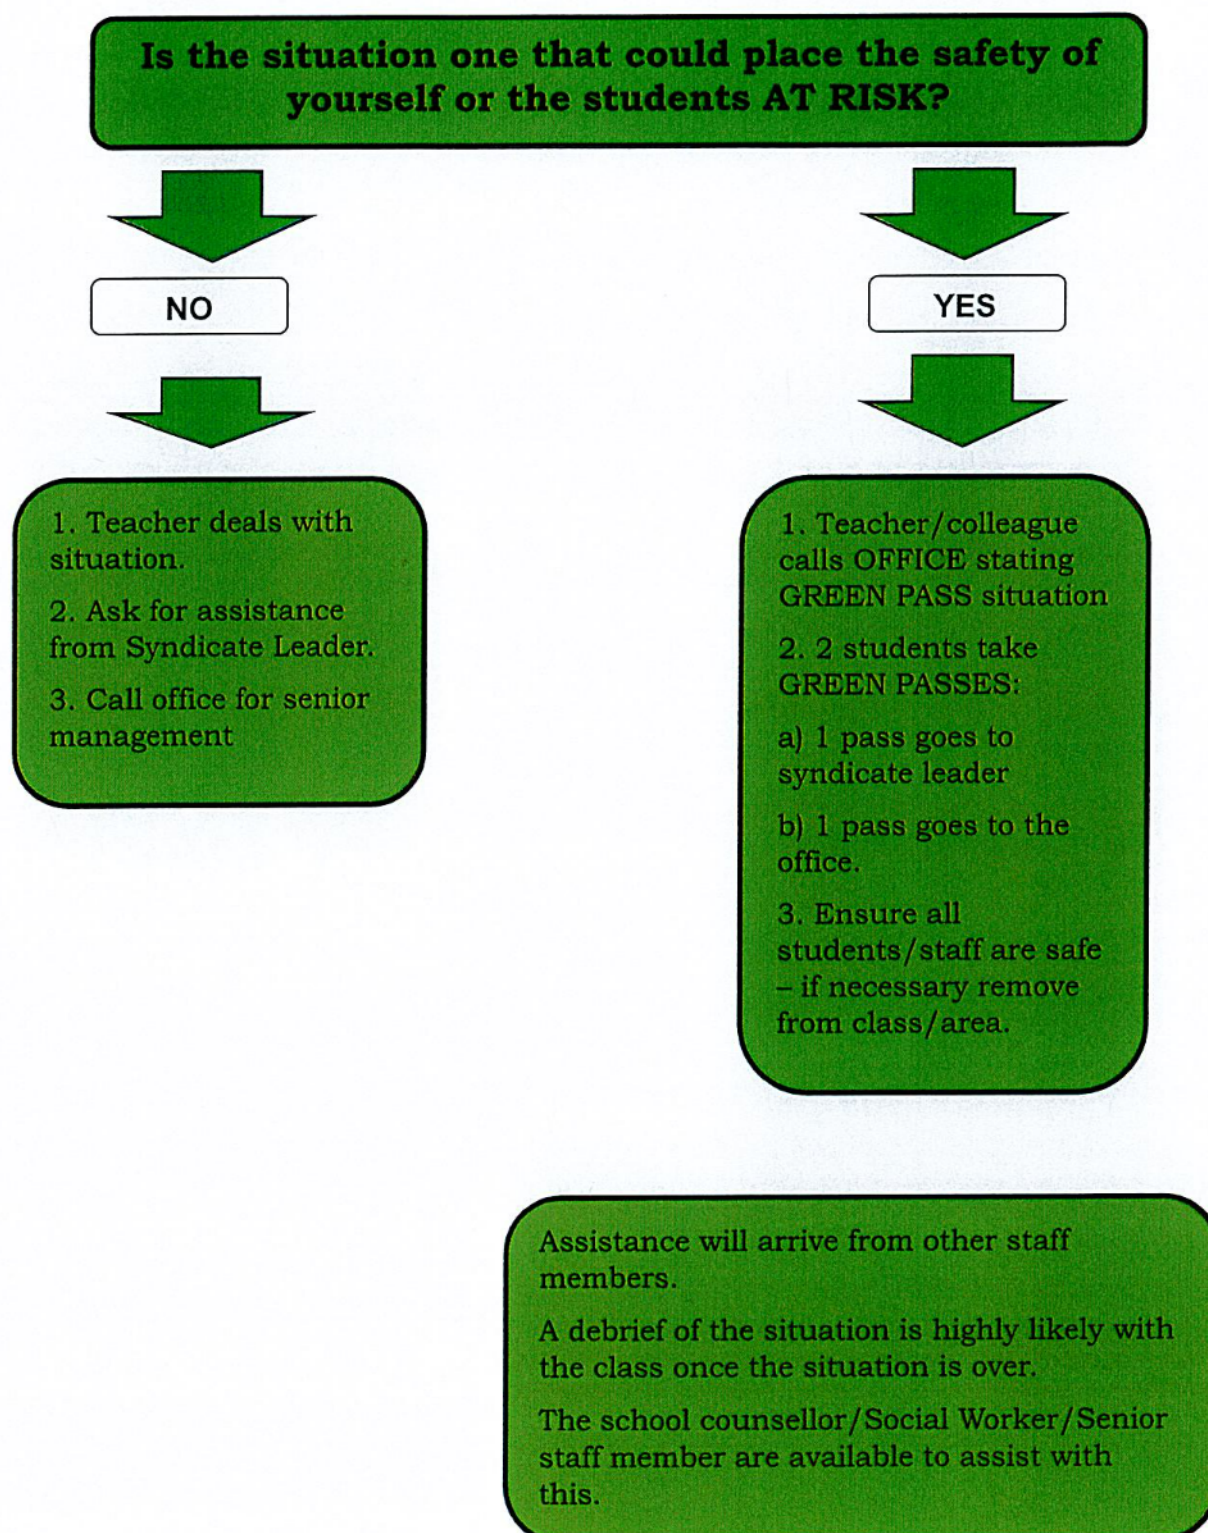 Is the situation one that could place the safety of
yourself or the students AT RISK?
NO
YES
1. Teacher deals with
situation.
2. Ask for assistance
from Syndicate Leader.
3. Call office for senior
management
1. Teacher/colleague
calls OFFICE stating
GREEN PASS situation
2. 2 students take
GREEN PASSES:
a) 1 pass goes to
syndicate leader
b) 1 pass goes to the
office.
3. Ensure all
students/staff are safe
– if necessary remove
from class/area.
Assistance will arrive from other staff
members.
A debrief of the situation is highly likely with
the class once the situation is over.
The school counsellor/Social Worker/Senior
staff member are available to assist with
this.